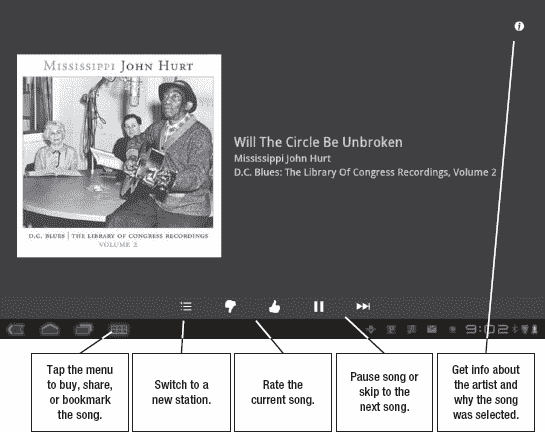 MISSISSIPPI JOHN HURT
D.C. BLUES | THE LIBRARY OF CONGRESS RECORDINGS
VOLUME 2
Will The Circle Be Unbroken
Mississippi John Hurt
D.C. Blues: The Library Of Congress Recordings, Volume 2
9:02
Tap the menu
to buy, share,
or bookmark
the song.
Switch to a
new station.
Rate the
current song.
Pause song or
skip to the
next song.
Get info about
the artist and
why the song
was selected.